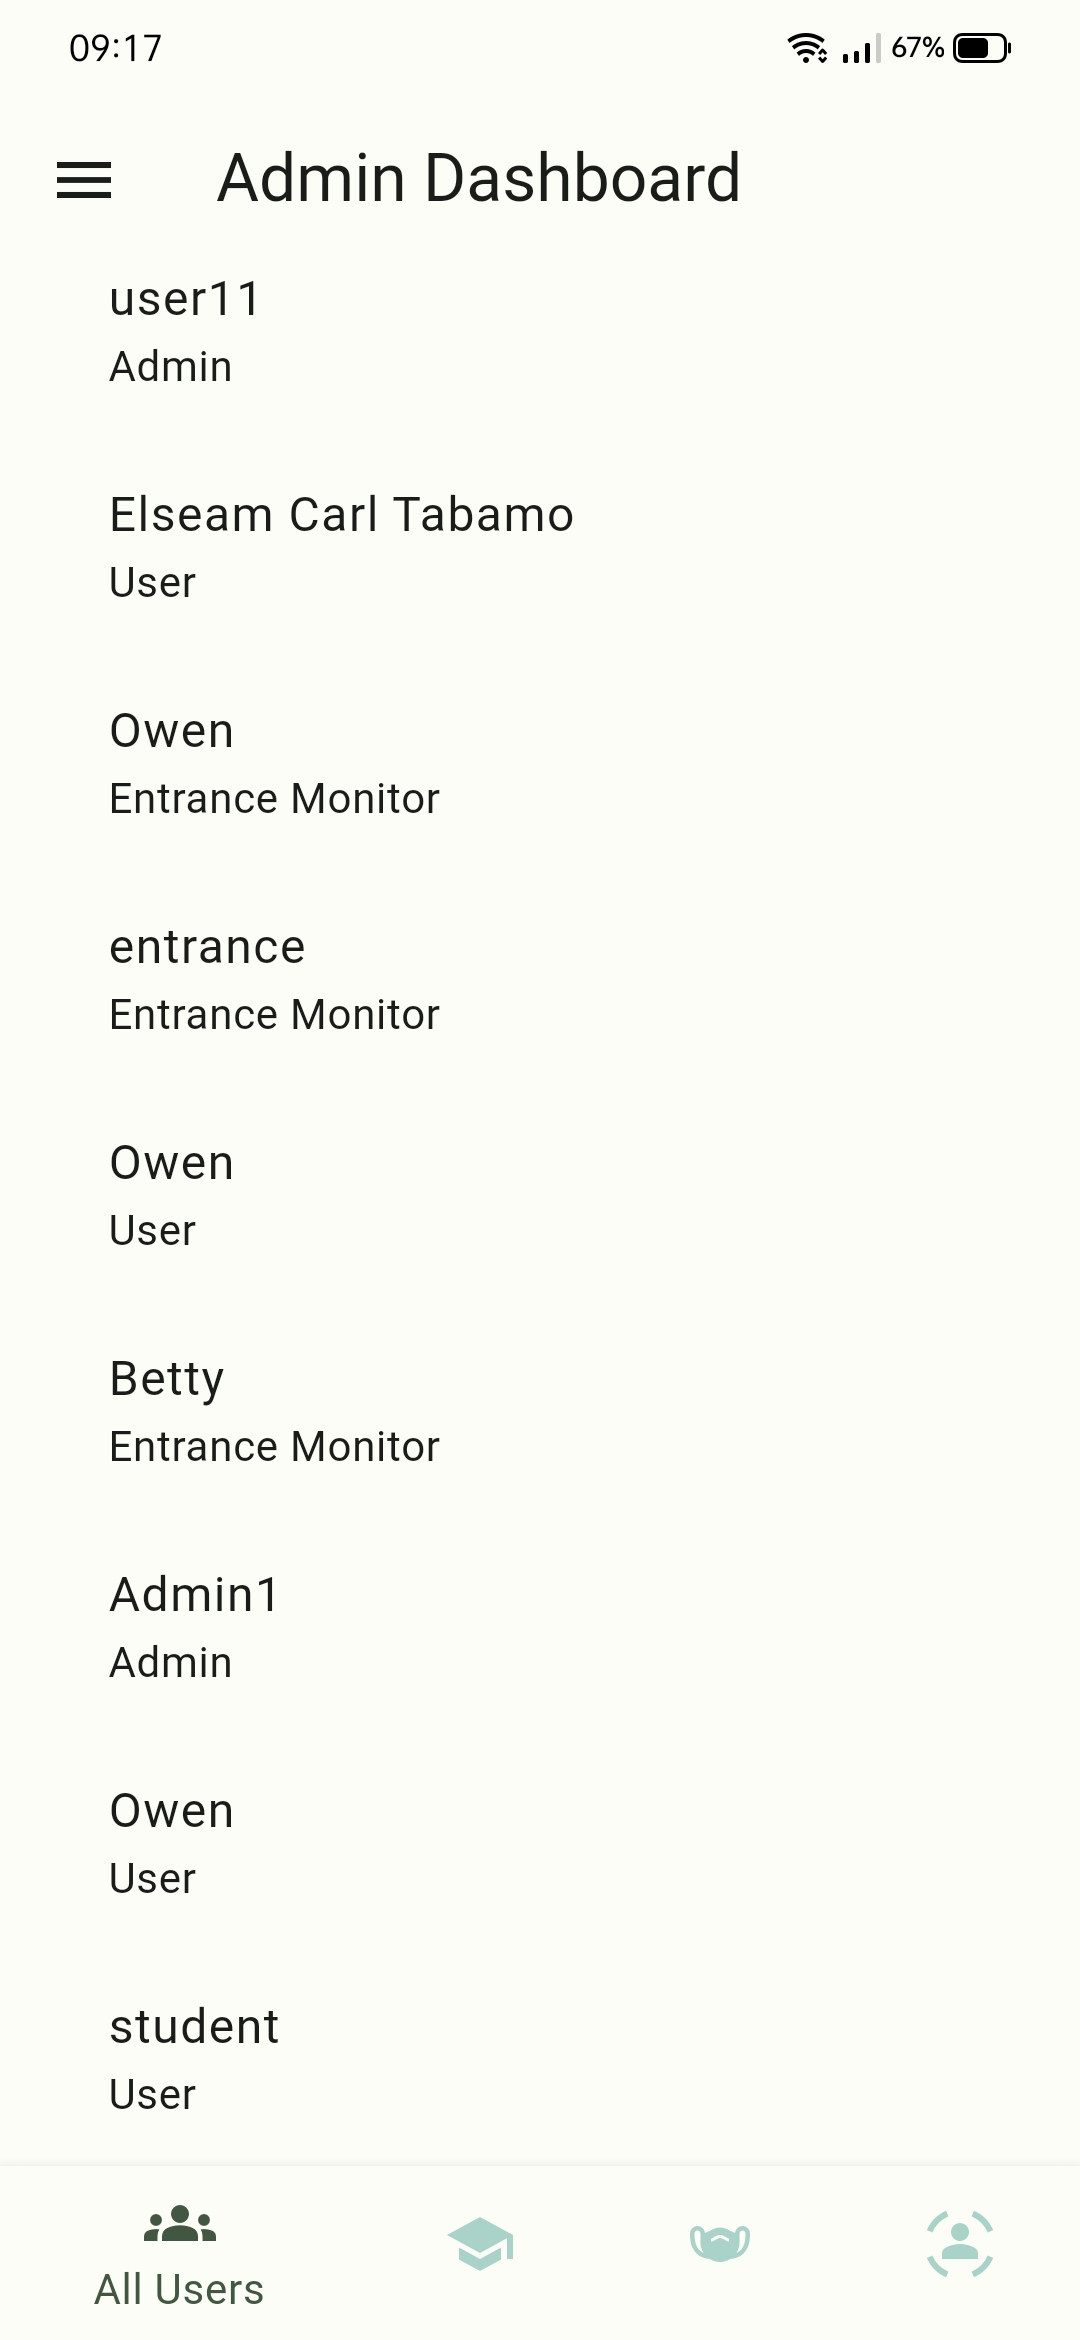 09:17
67%
Admin Dashboard
user11
Admin
Elseam Carl Tabamo
User
Owen
Entrance Monitor
entrance
Entrance Monitor
Owen
User
Betty
Entrance Monitor
Admin1
Admin
Owen
User
student
User
All Users